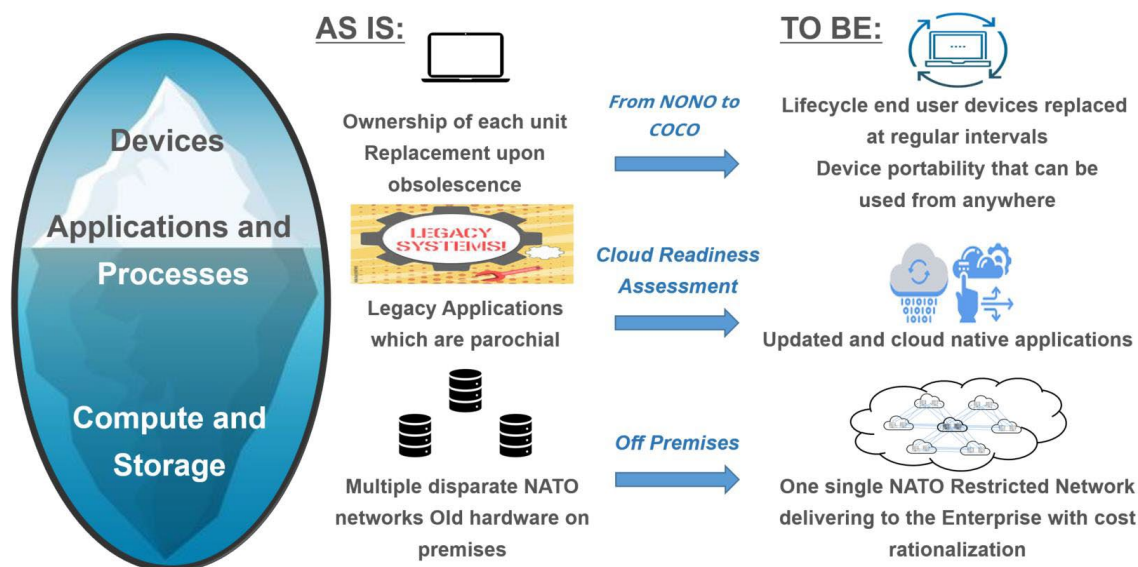 AS IS:
TO BE:
Devices
Applications and
Processes
Compute and
Storage
Ownership of each unit
Replacement upon
obsolescence
From NONO to
COCO
Lifecycle end user devices replaced
at regular intervals
Device portability that can be
used from anywhere
LEGACY
SYSTEMS!
Legacy Applications
which are parochial
Cloud Readiness
Assessment
010101
010101
01010
Updated and cloud native applications
Multiple disparate NATO
networks Old hardware on
premises
Off Premises
One single NATO Restricted Network
delivering to the Enterprise with cost
rationalization